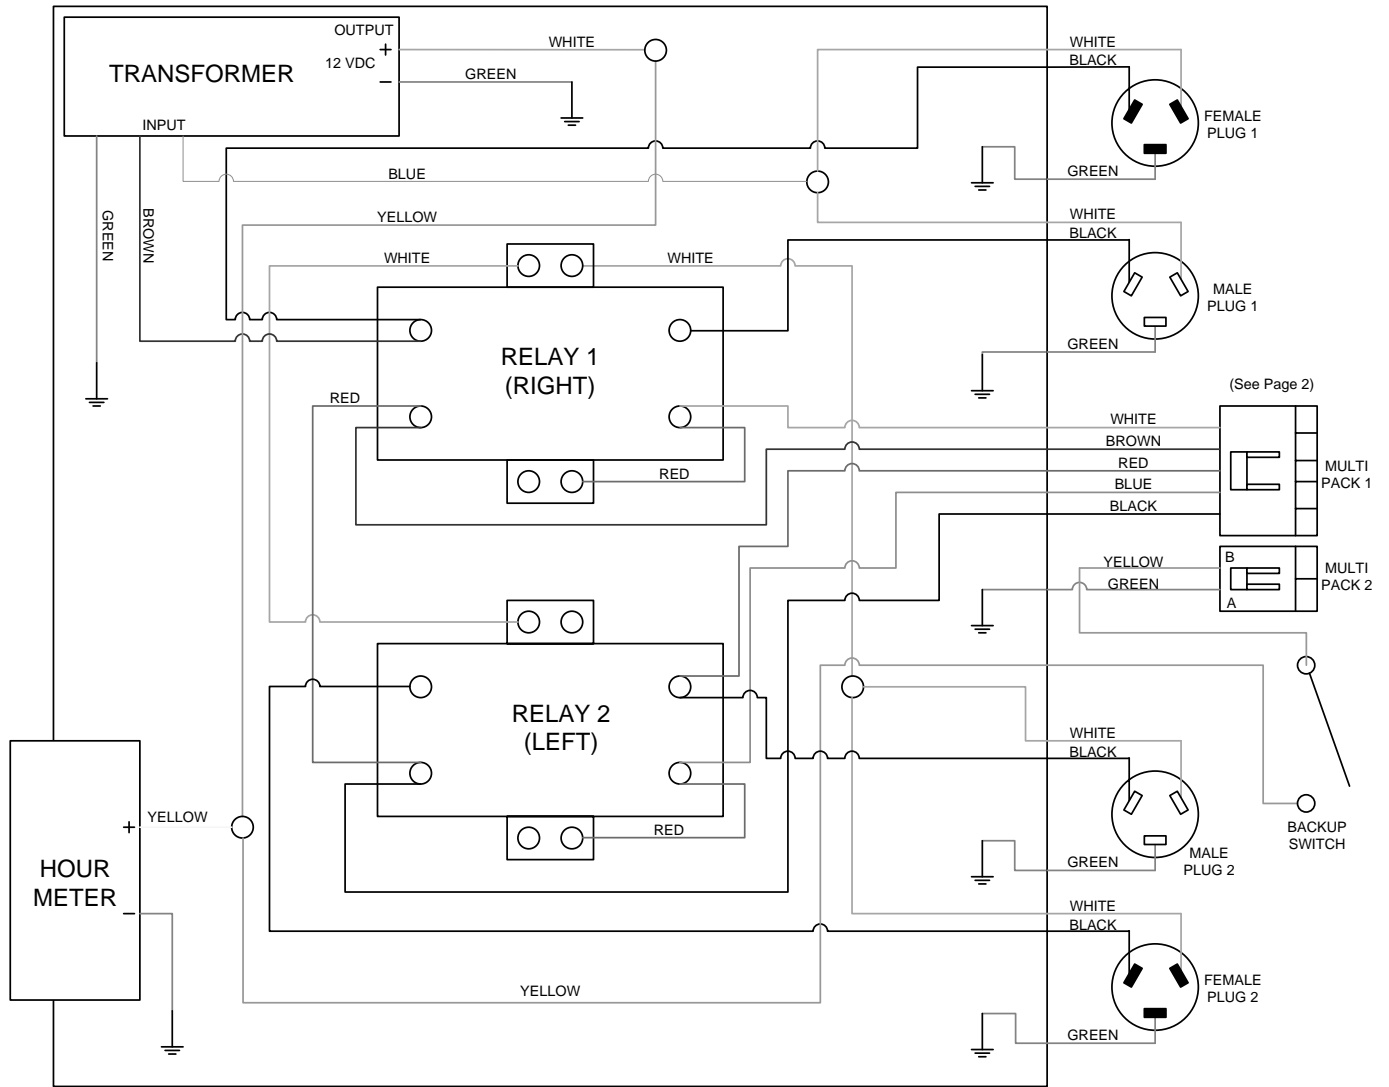 OUTPUT
+
12 VDC
−
TRANSFORMER
INPUT
WHITE
GREEN
WHITE
BLACK
FEMALE
PLUG 1
GREEN
BLUE
GREEN
BROWN
YELLOW
WHITE
BLACK
MALE
PLUG 1
GREEN
WHITE
WHITE
RELAY 1
(RIGHT)
RED
RED
(See Page 2)
WHITE
BROWN
RED
BLUE
BLACK
MULTI
PACK 1
YELLOW
GREEN
B
A
MULTI
PACK 2
RELAY 2
(LEFT)
RED
WHITE
BLACK
MALE
PLUG 2
GREEN
BACKUP
SWITCH
YELLOW
+
HOUR
METER
−
WHITE
BLACK
FEMALE
PLUG 2
GREEN
YELLOW